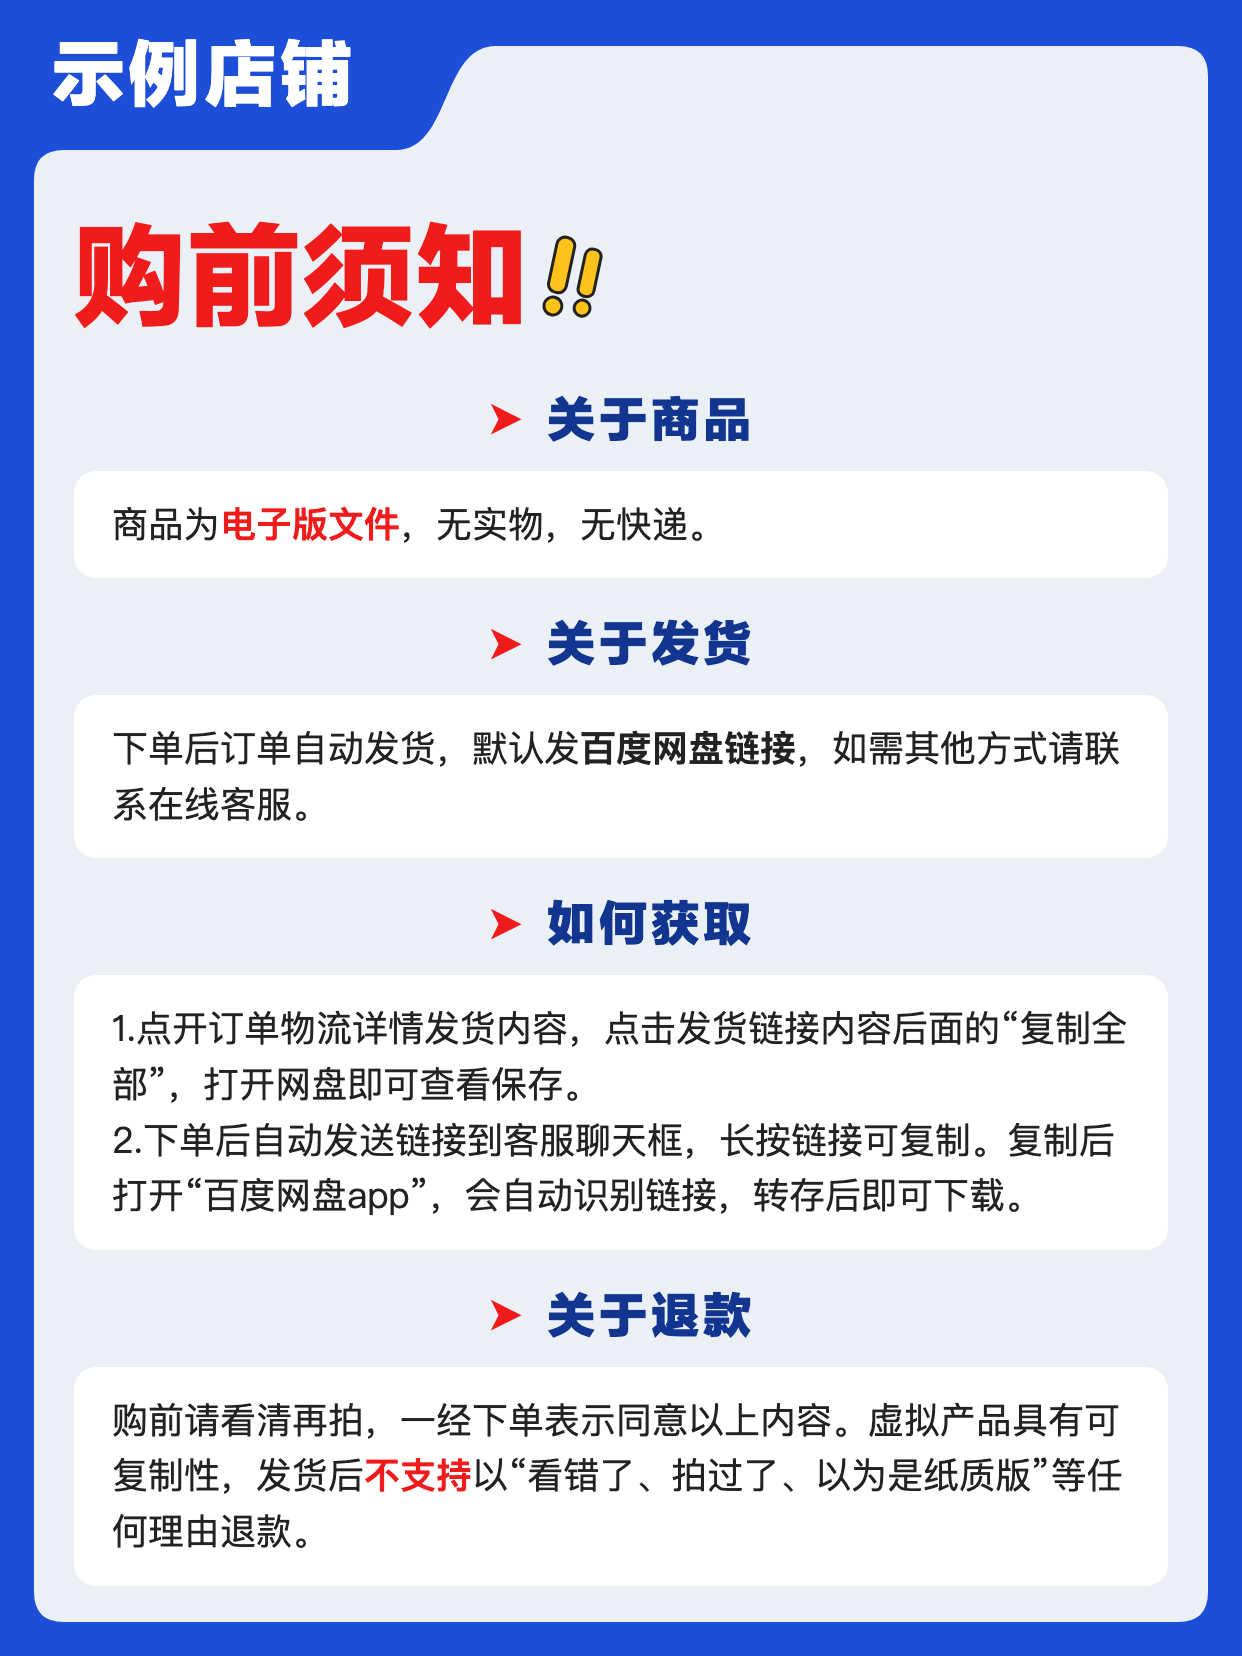 示例店铺
购前须知‼
➤ 关于商品
商品为电子版文件，无实物，无快递。
➤ 关于发货
下单后订单自动发货，默认发百度网盘链接，如需其他方式请联
系在线客服。
➤ 如何获取
1.点开订单物流详情发货内容，点击发货链接内容后面的“复制全
部”，打开网盘即可查看保存。
2.下单后自动发送链接到客服聊天框，长按链接可复制。复制后
打开“百度网盘app”，会自动识别链接，转存后即可下载。
➤ 关于退款
购前请看清再拍，一经下单表示同意以上内容。虚拟产品具有可
复制性，发货后不支持以“看错了、拍过了、以为是纸质版”等任
何理由退款。